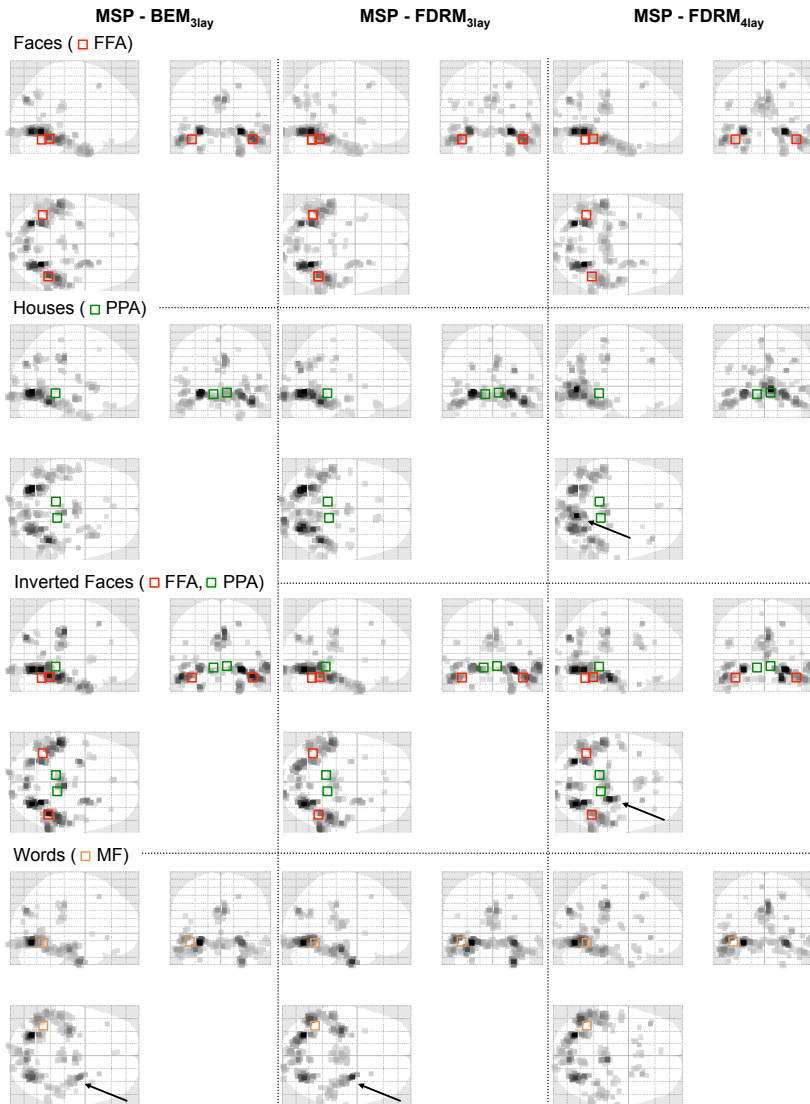 MSP - BEM3lay MSP - FDRM3lay MSP - FDRM4lay
Faces ( □ FFA)
Houses ( □ PPA)
Inverted Faces ( □ FFA, □ PPA)
Words ( □ MF)